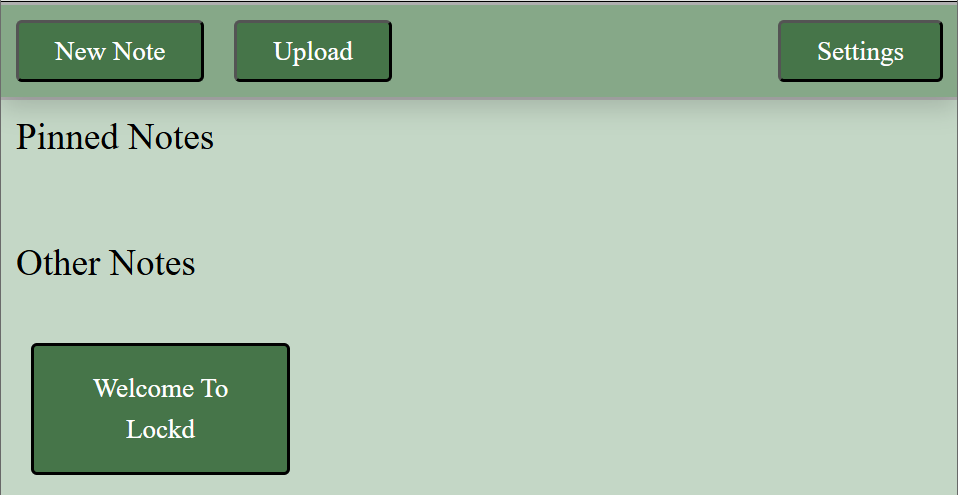 New Note Upload Settings
Pinned Notes
Other Notes
Welcome To
Lockd